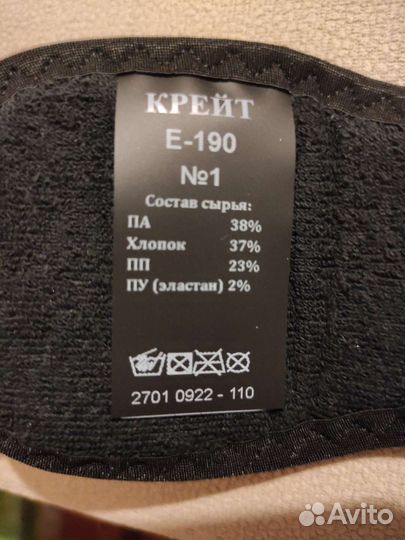 КРЕЙТ
Е-190
№1
Состав сырья:
ПА 38%
Хлопок 37%
ПП 23%
ПУ (эластан) 2%
2701 0922 - 110
Avito